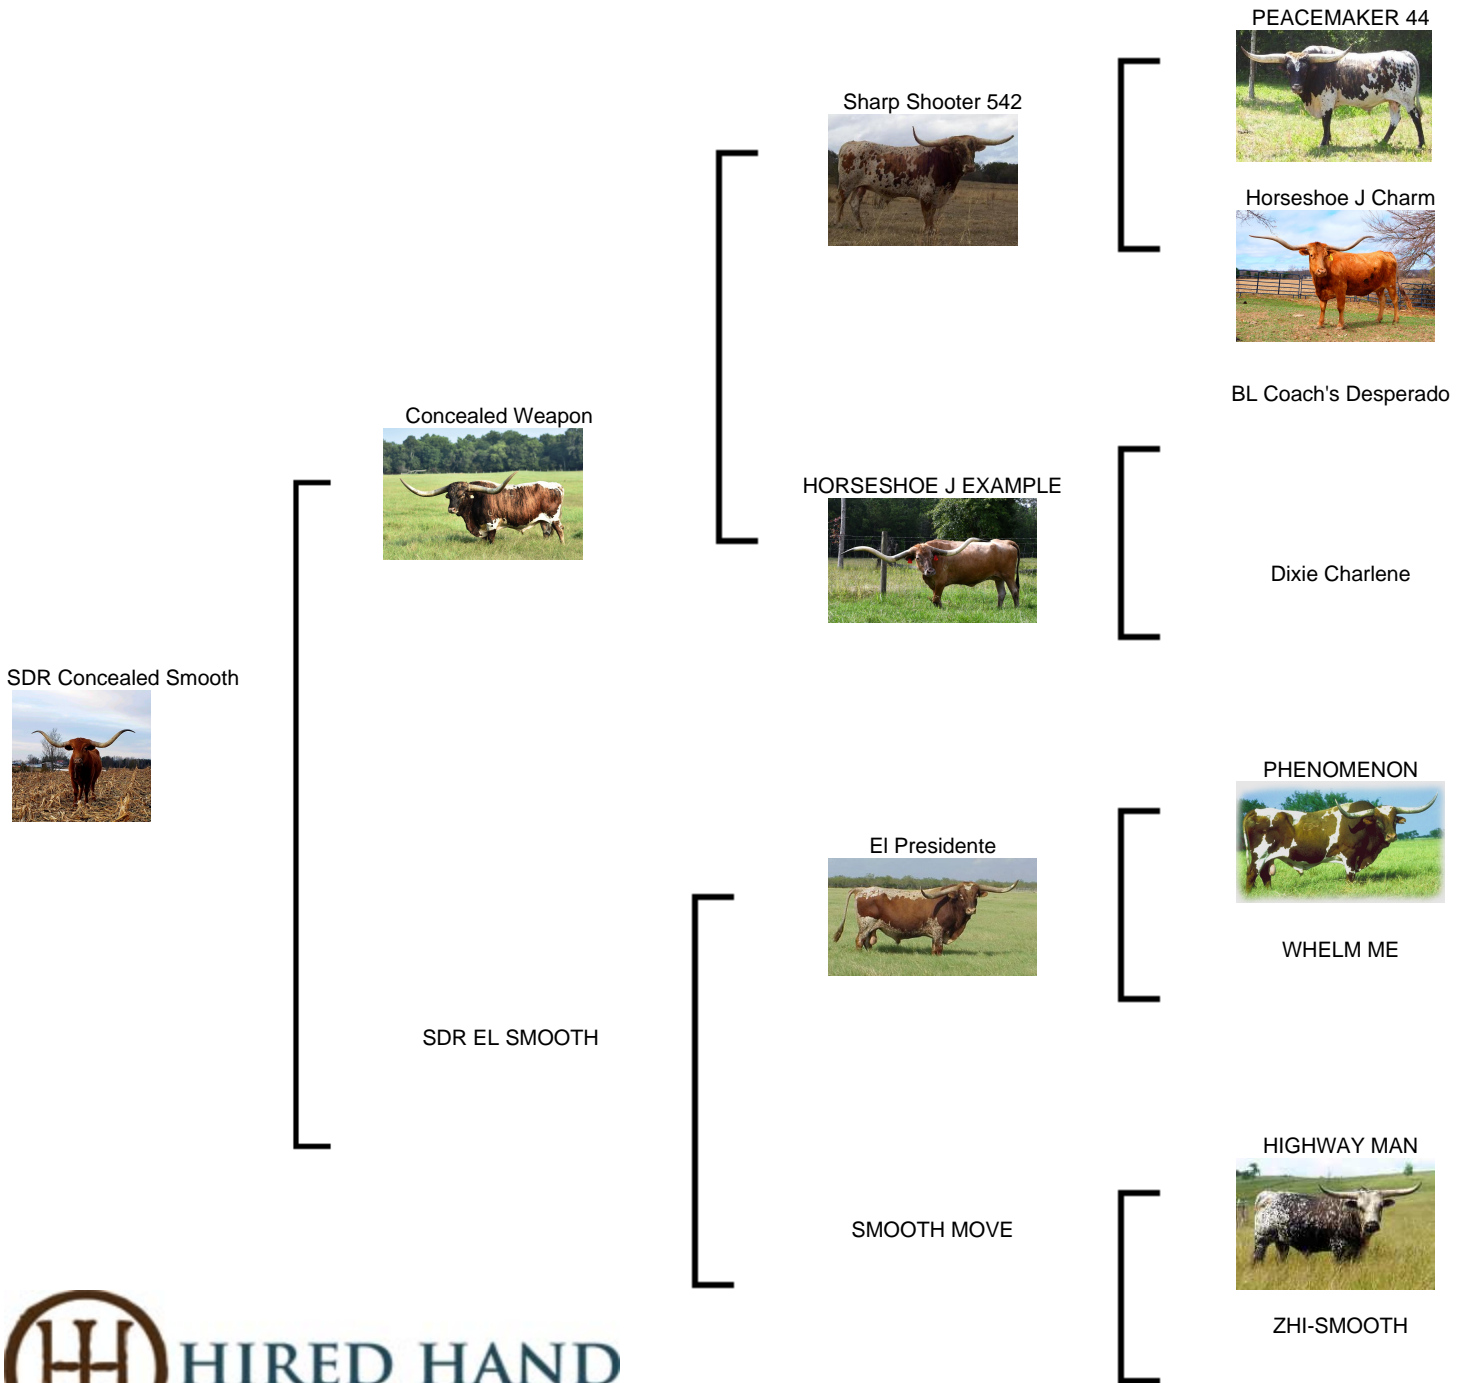 PEACEMAKER 44
Sharp Shooter 542
Horseshoe J Charm
BL Coach's Desperado
Concealed Weapon
HORSESHOE J EXAMPLE
Dixie Charlene
SDR Concealed Smooth
PHENOMENON
El Presidente
WHELM ME
SDR EL SMOOTH
HIGHWAY MAN
SMOOTH MOVE
ZHI-SMOOTH
HIRED HAND